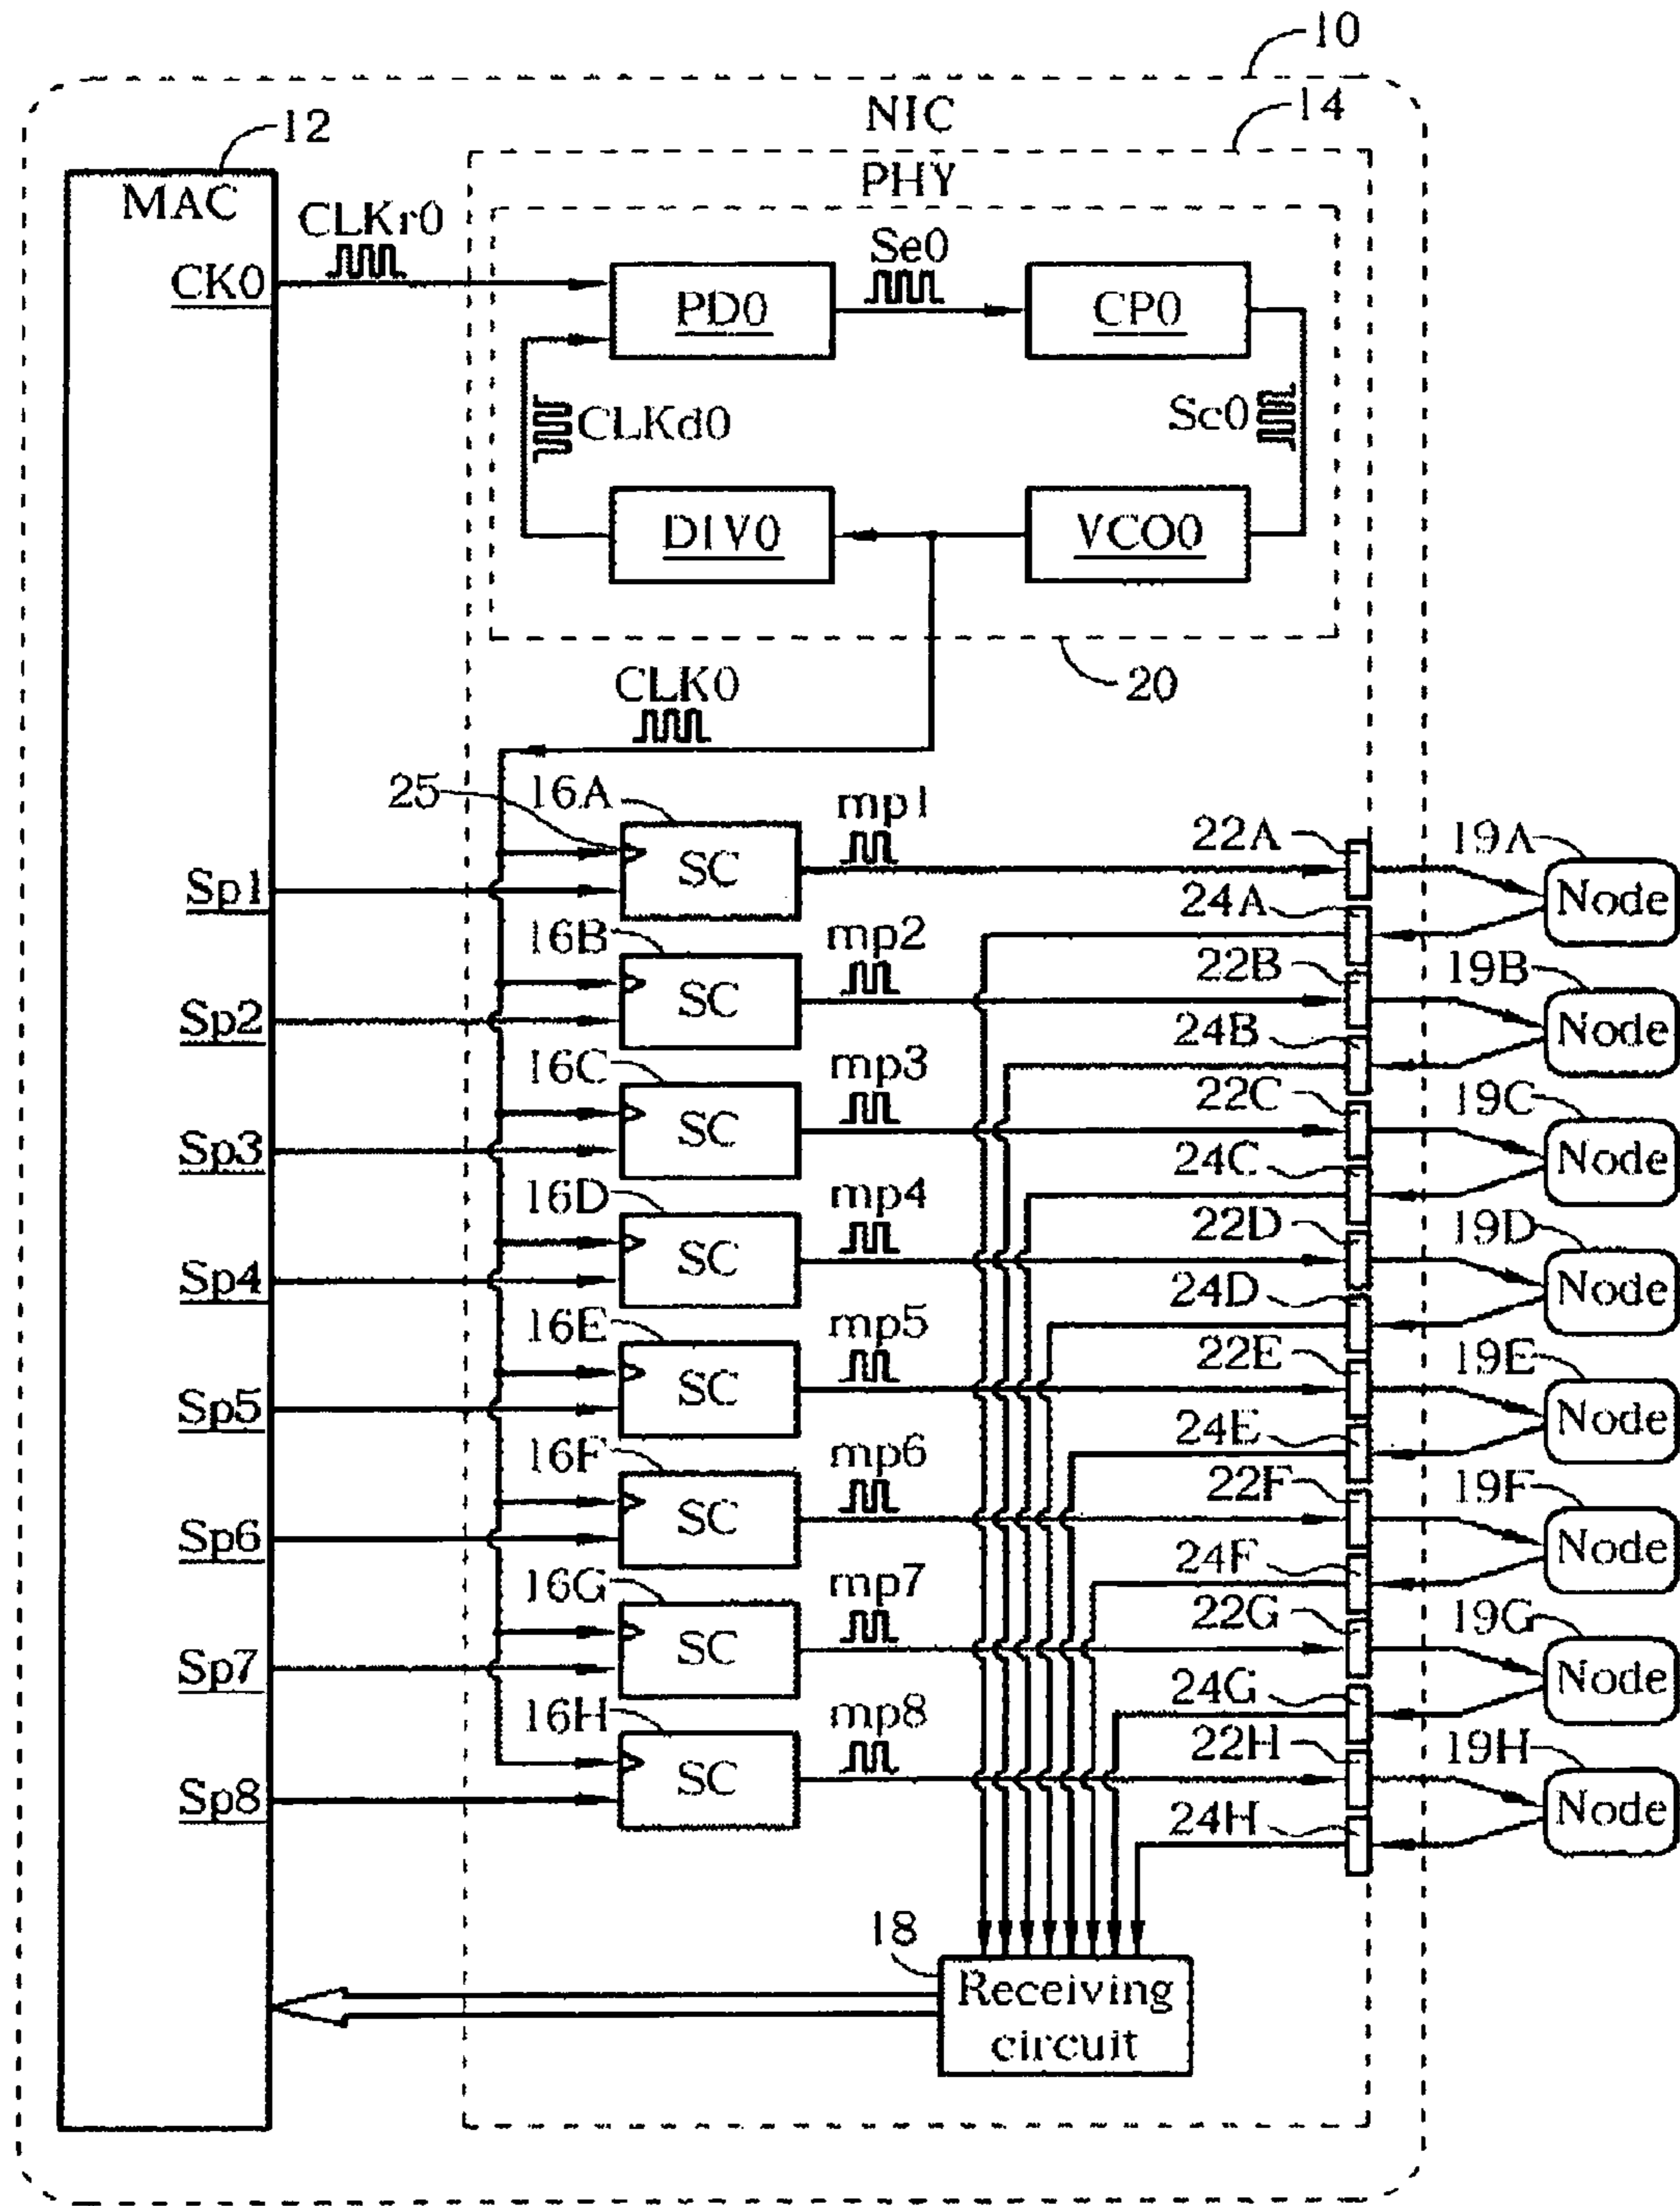 10
NIC
14
12
PHY
MAC
CLKr0
Se0
CK0
PD0
CP0
CLKd0
Sc0
DIV0
VCO0
20
CLK0
25
16A
mp1
22A
19A
SC
Sp1
Node
24A
16B
mp2
22B
19B
SC
Sp2
Node
24B
16C
mp3
22C
19C
SC
Sp3
Node
24C
16D
mp4
22D
19D
SC
Sp4
Node
24D
16E
mp5
22E
19E
SC
Sp5
Node
24E
16F
mp6
22F
19F
SC
Sp6
Node
24F
16G
mp7
22G
19G
SC
Sp7
Node
24G
16H
mp8
22H
19H
SC
Sp8
Node
24H
18
Receiving
circuit